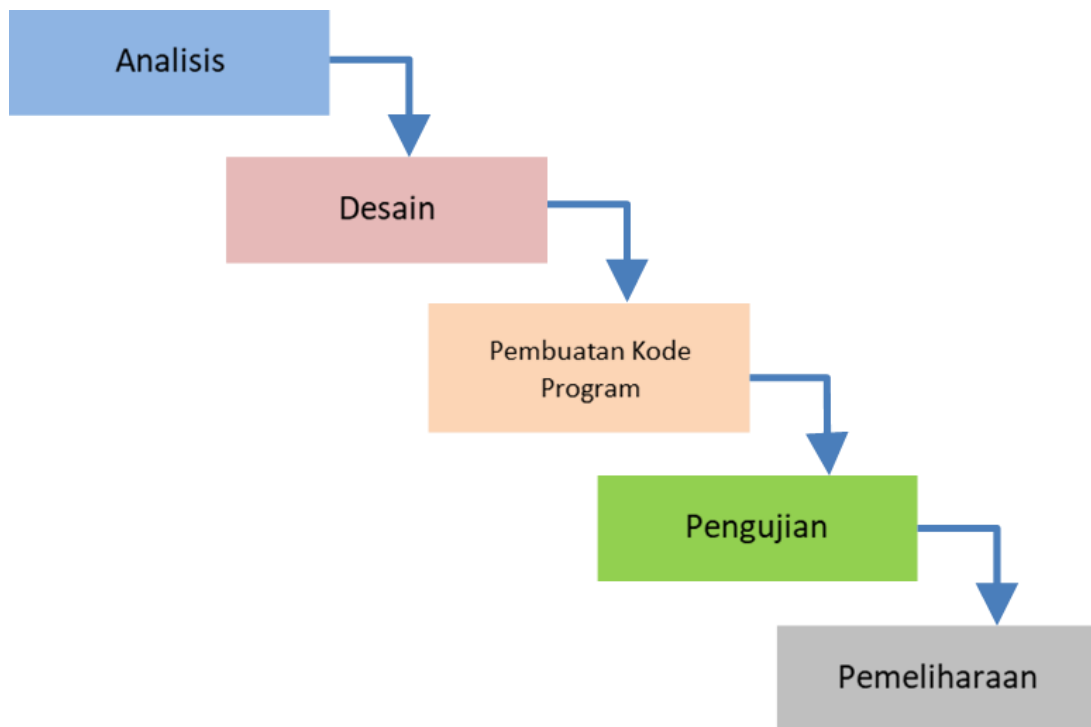 Analisis
Desain
Pembuatan Kode
Program
Pengujian
Pemeliharaan